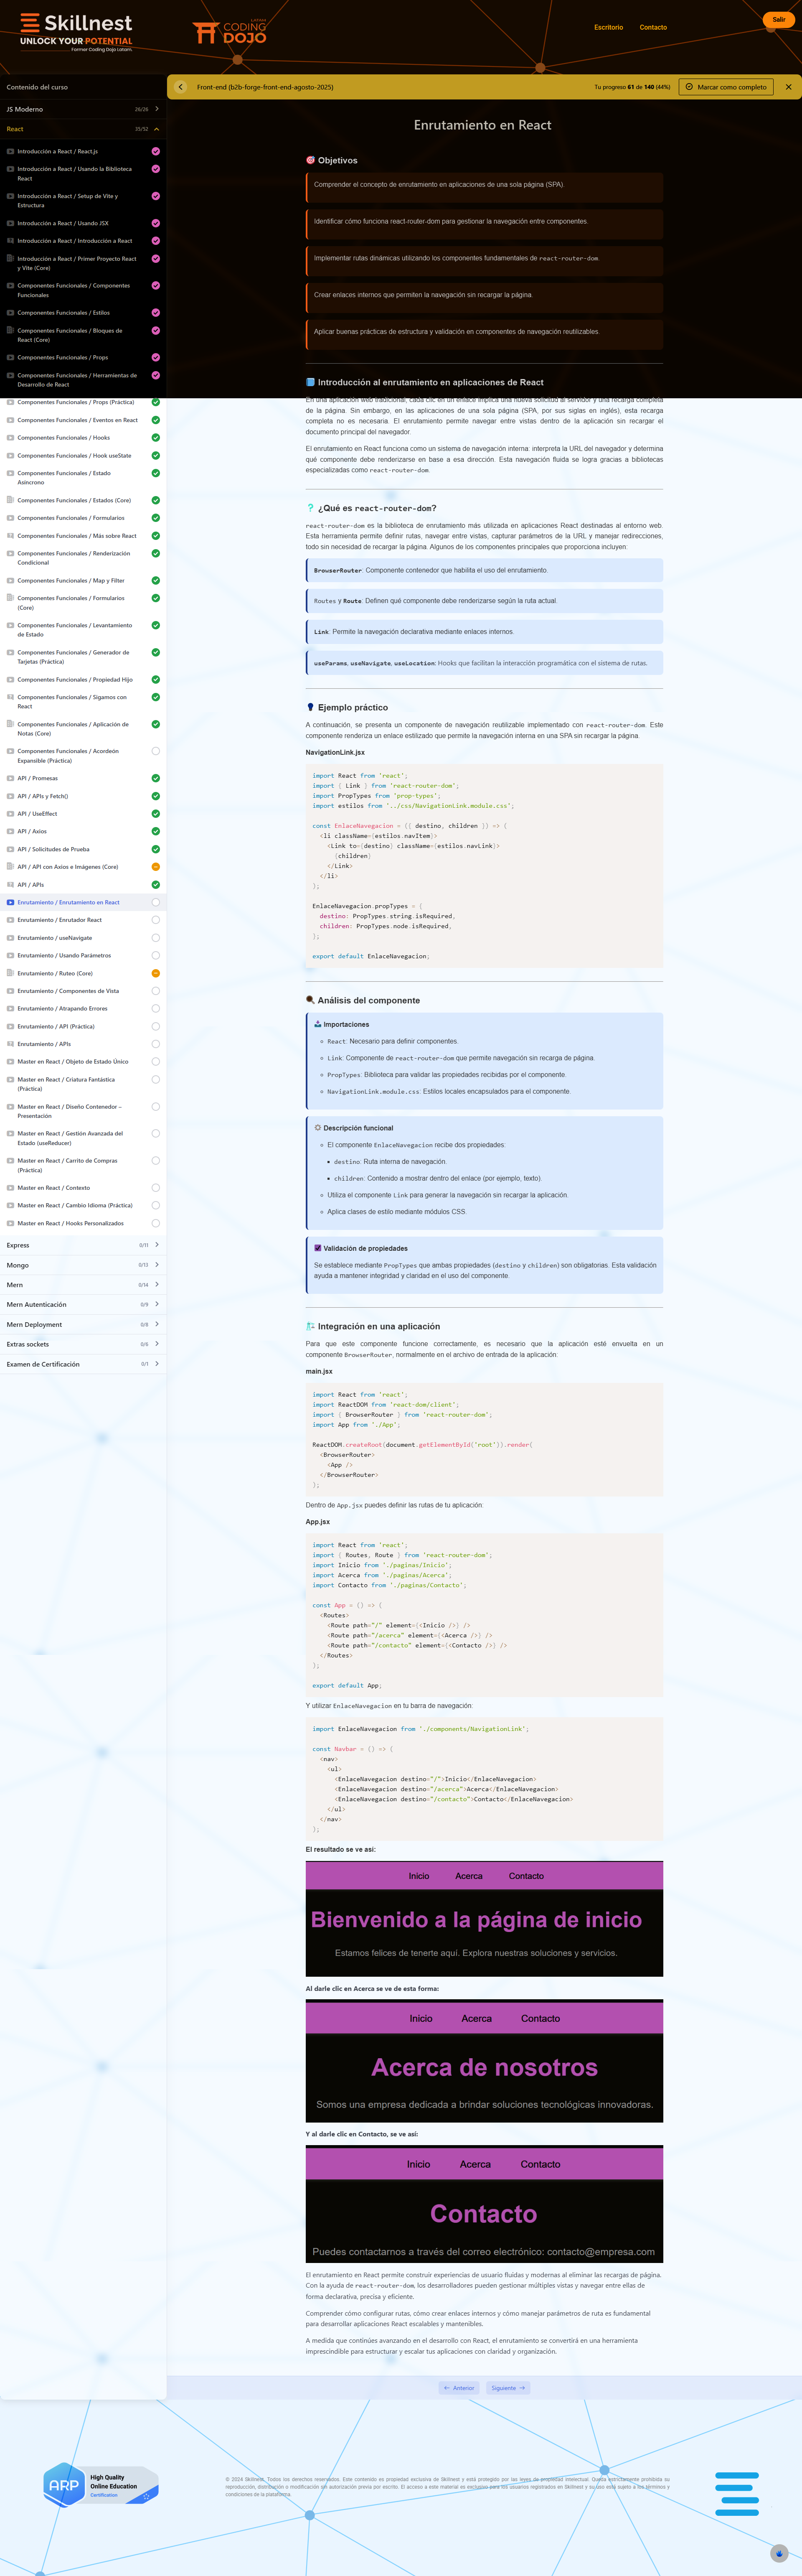 Skillnest
UNLOCK YOUR POTENTIAL
Former Coding Dojo Latam.
LATAM
CODING
DOJO
Escritorio
Contacto
Salir
Contenido del curso
JS Moderno 26/26
React 35/52
Introducción a React / React.js
Introducción a React / Usando la Biblioteca
React
Introducción a React / Setup de Vite y
Estructura
Introducción a React / Usando JSX
Introducción a React / Introducción a React
Introducción a React / Primer Proyecto React
y Vite (Core)
Componentes Funcionales / Componentes
Funcionales
Componentes Funcionales / Estilos
Componentes Funcionales / Bloques de
React (Core)
Componentes Funcionales / Props
Componentes Funcionales / Herramientas de
Desarrollo de React
Componentes Funcionales / Props (Práctica)
Componentes Funcionales / Eventos en React
Componentes Funcionales / Hooks
Componentes Funcionales / Hook useState
Componentes Funcionales / Estado
Asíncrono
Componentes Funcionales / Estados (Core)
Componentes Funcionales / Formularios
Componentes Funcionales / Más sobre React
Componentes Funcionales / Renderización
Condicional
Componentes Funcionales / Map y Filter
Componentes Funcionales / Formularios
(Core)
Componentes Funcionales / Levantamiento
de Estado
Componentes Funcionales / Generador de
Tarjetas (Práctica)
Componentes Funcionales / Propiedad Hijo
Componentes Funcionales / Sigamos con
React
Componentes Funcionales / Aplicación de
Notas (Core)
Componentes Funcionales / Acordeón
Expansible (Práctica)
API / Promesas
API / APIs y Fetch()
API / UseEffect
API / Axios
API / Solicitudes de Prueba
API / API con Axios e Imágenes (Core)
API / APIs
Enrutamiento / Enrutamiento en React
Enrutamiento / Enrutador React
Enrutamiento / useNavigate
Enrutamiento / Usando Parámetros
Enrutamiento / Ruteo (Core)
Enrutamiento / Componentes de Vista
Enrutamiento / Atrapando Errores
Enrutamiento / API (Práctica)
Enrutamiento / APIs
Master en React / Objeto de Estado Único
Master en React / Criatura Fantástica
(Práctica)
Master en React / Diseño Contenedor –
Presentación
Master en React / Gestión Avanzada del
Estado (useReducer)
Master en React / Carrito de Compras
(Práctica)
Master en React / Contexto
Master en React / Cambio Idioma (Práctica)
Master en React / Hooks Personalizados
Express 0/11
Mongo 0/13
Mern 0/14
Mern Autenticación 0/9
Mern Deployment 0/8
Extras sockets 0/6
Examen de Certificación 0/1
Front-end (b2b-forge-front-end-agosto-2025)
Tu progreso 61 de 140 (44%)
Marcar como completo
Enrutamiento en React
Objetivos
Comprender el concepto de enrutamiento en aplicaciones de una sola página (SPA).
Identificar cómo funciona react-router-dom para gestionar la navegación entre componentes.
Implementar rutas dinámicas utilizando los componentes fundamentales de react-router-dom.
Crear enlaces internos que permiten la navegación sin recargar la página.
Aplicar buenas prácticas de estructura y validación en componentes de navegación reutilizables.
Introducción al enrutamiento en aplicaciones de React
En una aplicación web tradicional, cada clic en un enlace implica una nueva solicitud al servidor y una recarga completa
de la página. Sin embargo, en las aplicaciones de una sola página (SPA, por sus siglas en inglés), esta recarga
completa no es necesaria. El enrutamiento permite navegar entre vistas dentro de la aplicación sin recargar el
documento principal del navegador.
El enrutamiento en React funciona como un sistema de navegación interna: interpreta la URL del navegador y determina
qué componente debe renderizarse en base a esa dirección. Esta navegación fluida se logra gracias a bibliotecas
especializadas como react-router-dom.
¿Qué es react-router-dom?
react-router-dom es la biblioteca de enrutamiento más utilizada en aplicaciones React destinadas al entorno web.
Esta herramienta permite definir rutas, navegar entre vistas, capturar parámetros de la URL y manejar redirecciones,
todo sin necesidad de recargar la página. Algunos de los componentes principales que proporciona incluyen:
BrowserRouter: Componente contenedor que habilita el uso del enrutamiento.
Routes y Route: Definen qué componente debe renderizarse según la ruta actual.
Link: Permite la navegación declarativa mediante enlaces internos.
useParams, useNavigate, useLocation: Hooks que facilitan la interacción programática con el sistema de rutas.
Ejemplo práctico
A continuación, se presenta un componente de navegación reutilizable implementado con react-router-dom. Este
componente renderiza un enlace estilizado que permite la navegación interna en una SPA sin recargar la página.
NavigationLink.jsx
import React from 'react';
import { Link } from 'react-router-dom';
import PropTypes from 'prop-types';
import estilos from '../css/NavigationLink.module.css';
const EnlaceNavegacion = ({ destino, children }) => (
<li className={estilos.navItem}>
<Link to={destino} className={estilos.navLink}>
{children}
</Link>
</li>
);
EnlaceNavegacion.propTypes = {
destino: PropTypes.string.isRequired,
children: PropTypes.node.isRequired,
};
export default EnlaceNavegacion;
Análisis del componente
Importaciones
React: Necesario para definir componentes.
Link: Componente de react-router-dom que permite navegación sin recarga de página.
PropTypes: Biblioteca para validar las propiedades recibidas por el componente.
NavigationLink.module.css: Estilos locales encapsulados para el componente.
Descripción funcional
El componente EnlaceNavegacion recibe dos propiedades:
destino: Ruta interna de navegación.
children: Contenido a mostrar dentro del enlace (por ejemplo, texto).
Utiliza el componente Link para generar la navegación sin recargar la aplicación.
Aplica clases de estilo mediante módulos CSS.
Validación de propiedades
Se establece mediante PropTypes que ambas propiedades (destino y children) son obligatorias. Esta validación
ayuda a mantener integridad y claridad en el uso del componente.
Integración en una aplicación
Para que este componente funcione correctamente, es necesario que la aplicación esté envuelta en un
componente BrowserRouter, normalmente en el archivo de entrada de la aplicación:
main.jsx
import React from 'react';
import ReactDOM from 'react-dom/client';
import { BrowserRouter } from 'react-router-dom';
import App from './App';
ReactDOM.createRoot(document.getElementById('root')).render(
<BrowserRouter>
<App />
</BrowserRouter>
);
Dentro de App.jsx puedes definir las rutas de tu aplicación:
App.jsx
import React from 'react';
import { Routes, Route } from 'react-router-dom';
import Inicio from './paginas/Inicio';
import Acerca from './paginas/Acerca';
import Contacto from './paginas/Contacto';
const App = () => (
<Routes>
<Route path="/" element={<Inicio />} />
<Route path="/acerca" element={<Acerca />} />
<Route path="/contacto" element={<Contacto />} />
</Routes>
);
export default App;
Y utilizar EnlaceNavegacion en tu barra de navegación:
import EnlaceNavegacion from './components/NavigationLink';
const Navbar = () => (
<nav>
<ul>
<EnlaceNavegacion destino="/">Inicio</EnlaceNavegacion>
<EnlaceNavegacion destino="/acerca">Acerca</EnlaceNavegacion>
<EnlaceNavegacion destino="/contacto">Contacto</EnlaceNavegacion>
</ul>
</nav>
);
El resultado se ve así:
Inicio Acerca Contacto
Bienvenido a la página de inicio
Estamos felices de tenerte aquí. Explora nuestras soluciones y servicios.
Al darle clic en Acerca se ve de esta forma:
Inicio Acerca Contacto
Acerca de nosotros
Somos una empresa dedicada a brindar soluciones tecnológicas innovadoras.
Y al darle clic en Contacto, se ve así:
Inicio Acerca Contacto
Contacto
Puedes contactarnos a través del correo electrónico: contacto@empresa.com
El enrutamiento en React permite construir experiencias de usuario fluidas y modernas al eliminar las recargas de página.
Con la ayuda de react-router-dom, los desarrolladores pueden gestionar múltiples vistas y navegar entre ellas de
forma declarativa, precisa y eficiente.
Comprender cómo configurar rutas, cómo crear enlaces internos y cómo manejar parámetros de ruta es fundamental
para desarrollar aplicaciones React escalables y mantenibles.
A medida que continúes avanzando en el desarrollo con React, el enrutamiento se convertirá en una herramienta
imprescindible para estructurar y escalar tus aplicaciones con claridad y organización.
Anterior
Siguiente
ARP
High Quality
Online Education
Certification
© 2024 Skillnest. Todos los derechos reservados. Este contenido es propiedad exclusiva de Skillnest y está protegido por las leyes de propiedad intelectual. Queda estrictamente prohibida su
reproducción, distribución o modificación sin autorización previa por escrito. El acceso a este material es exclusivo para los usuarios registrados en Skillnest y su uso está sujeto a los términos y
condiciones de la plataforma.